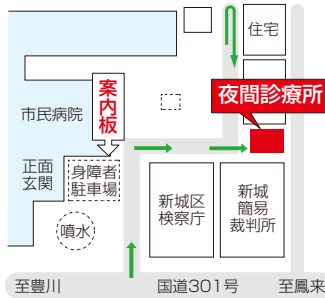 住宅
夜間診療所
案内板
市民病院
正面
玄関
身障者
駐車場
噴水
新城区
検察庁
新城
簡易
裁判所
至豊川
国道301号
至鳳来